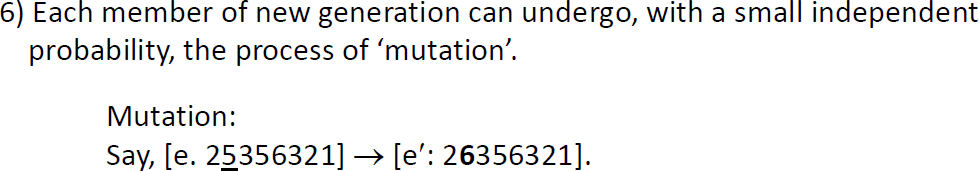 6) Each member of new generation can undergo, with a small independent
probability, the process of ‘mutation’.
Mutation:
Say, [e. 25356321] → [e′: 26356321].